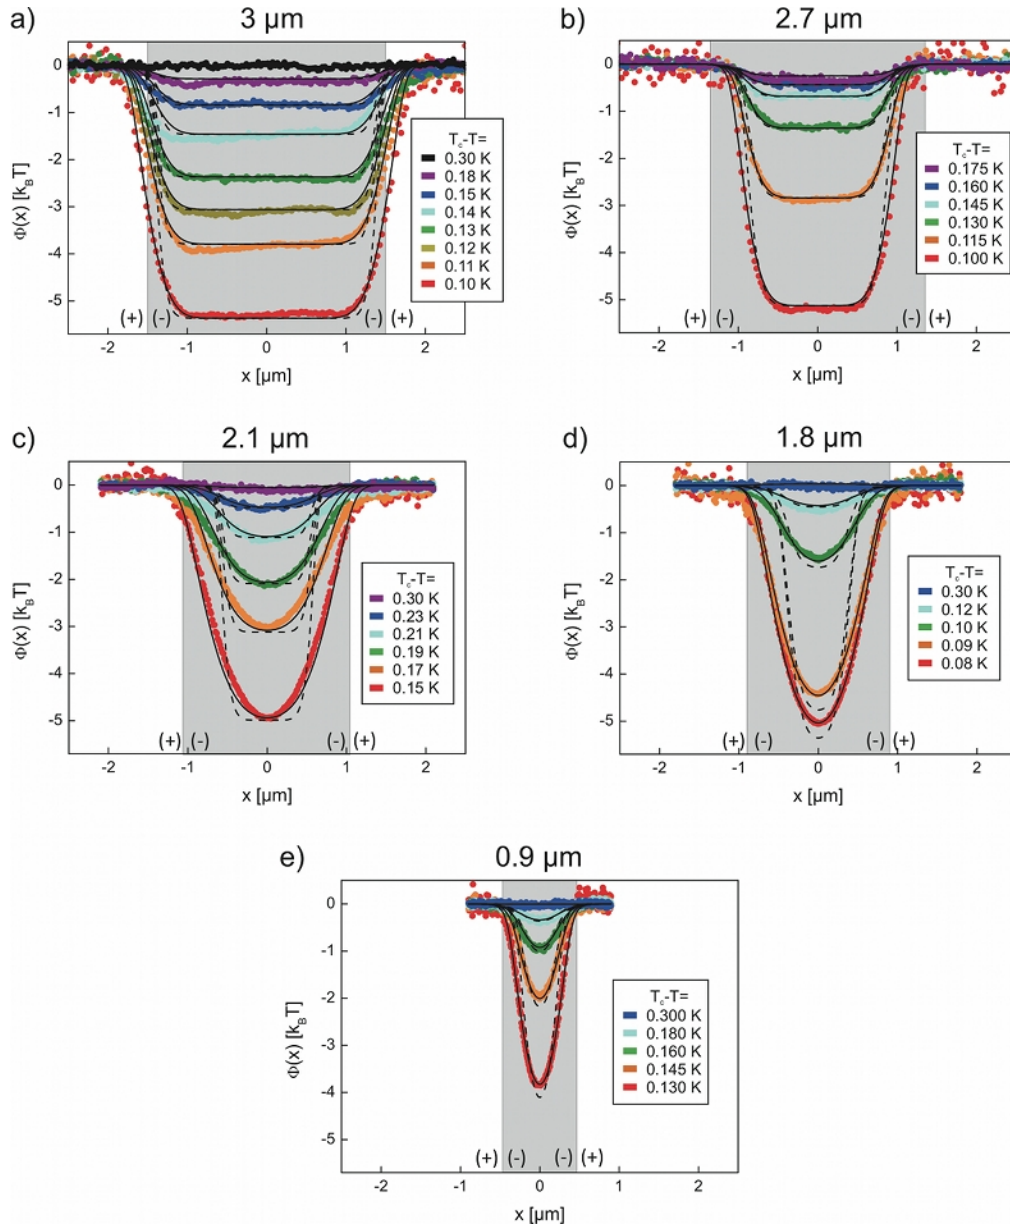 a)
3 μm
0
-1
-2
-3
-4
-5
Φ(x) [k_BT]
T_c-T=
0.30 K
0.18 K
0.15 K
0.14 K
0.13 K
0.12 K
0.11 K
0.10 K
(+) (-) (-) (+)
-2 -1 0 1 2
x [μm]
b)
2.7 μm
0
-1
-2
-3
-4
-5
Φ(x) [k_BT]
T_c-T=
0.175 K
0.160 K
0.145 K
0.130 K
0.115 K
0.100 K
(+) (-) (-) (+)
-2 -1 0 1 2
x [μm]
c)
2.1 μm
0
-1
-2
-3
-4
-5
Φ(x) [k_BT]
T_c-T=
0.30 K
0.23 K
0.21 K
0.19 K
0.17 K
0.15 K
(+) (-) (-) (+)
-2 -1 0 1 2
x [μm]
d)
1.8 μm
0
-1
-2
-3
-4
-5
Φ(x) [k_BT]
T_c-T=
0.30 K
0.12 K
0.10 K
0.09 K
0.08 K
(+) (-) (-) (+)
-2 -1 0 1 2
x [μm]
e)
0.9 μm
0
-1
-2
-3
-4
-5
Φ(x) [k_BT]
T_c-T=
0.300 K
0.180 K
0.160 K
0.145 K
0.130 K
(+) (-) (-) (+)
-2 -1 0 1 2
x [μm]